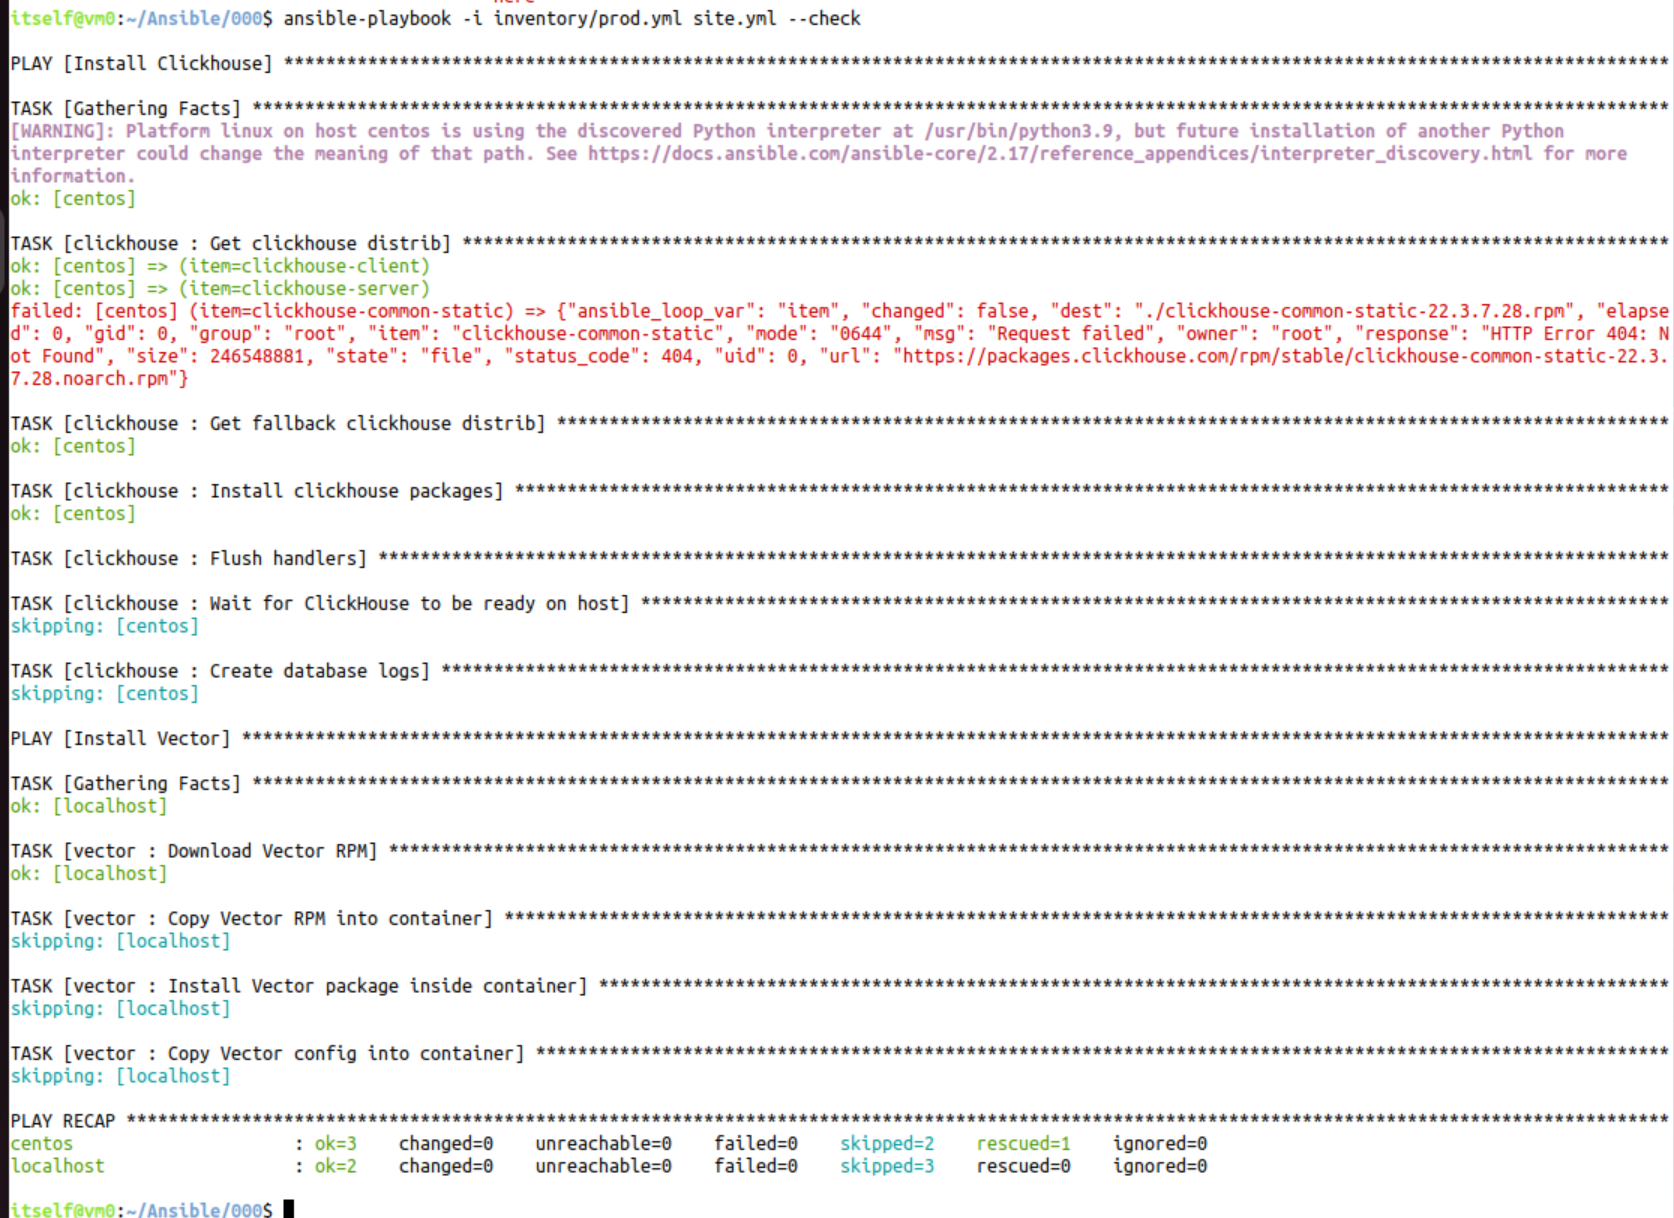 itself@vm0:~/Ansible/000$ ansible-playbook -i inventory/prod.yml site.yml --check
PLAY [Install Clickhouse] ************************************************************************************************************************************
TASK [Gathering Facts] ***************************************************************************************************************************************
[WARNING]: Platform linux on host centos is using the discovered Python interpreter at /usr/bin/python3.9, but future installation of another Python
interpreter could change the meaning of that path. See https://docs.ansible.com/ansible-core/2.17/reference_appendices/interpreter_discovery.html for more
information.
ok: [centos]
TASK [clickhouse : Get clickhouse distrib] *******************************************************************************************************************
ok: [centos] => (item=clickhouse-client)
ok: [centos] => (item=clickhouse-server)
failed: [centos] (item=clickhouse-common-static) => {"ansible_loop_var": "item", "changed": false, "dest": "./clickhouse-common-static-22.3.7.28.rpm", "elapse
d": 0, "gid": 0, "group": "root", "item": "clickhouse-common-static", "mode": "0644", "msg": "Request failed", "owner": "root", "response": "HTTP Error 404: N
ot Found", "size": 246548881, "state": "file", "status_code": 404, "uid": 0, "url": "https://packages.clickhouse.com/rpm/stable/clickhouse-common-static-22.3.
7.28.noarch.rpm"}
TASK [clickhouse : Get fallback clickhouse distrib] **********************************************************************************************************
ok: [centos]
TASK [clickhouse : Install clickhouse packages] **************************************************************************************************************
ok: [centos]
TASK [clickhouse : Flush handlers] ***************************************************************************************************************************
TASK [clickhouse : Wait for ClickHouse to be ready on host] **************************************************************************************************
skipping: [centos]
TASK [clickhouse : Create database logs] *********************************************************************************************************************
skipping: [centos]
PLAY [Install Vector] ****************************************************************************************************************************************
TASK [Gathering Facts] ***************************************************************************************************************************************
ok: [localhost]
TASK [vector : Download Vector RPM] **************************************************************************************************************************
ok: [localhost]
TASK [vector : Copy Vector RPM into container] ***************************************************************************************************************
skipping: [localhost]
TASK [vector : Install Vector package inside container] ******************************************************************************************************
skipping: [localhost]
TASK [vector : Copy Vector config into container] ************************************************************************************************************
skipping: [localhost]
PLAY RECAP ***************************************************************************************************************************************************
centos                     : ok=3    changed=0    unreachable=0    failed=0    skipped=2    rescued=1    ignored=0
localhost                  : ok=2    changed=0    unreachable=0    failed=0    skipped=3    rescued=0    ignored=0
itself@vm0:~/Ansible/000$